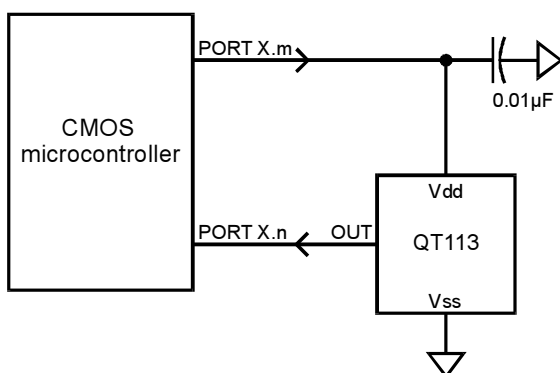 PORT X.m
0.01µF
CMOS
microcontroller
Vdd
PORT X.n
OUT
QT113
Vss